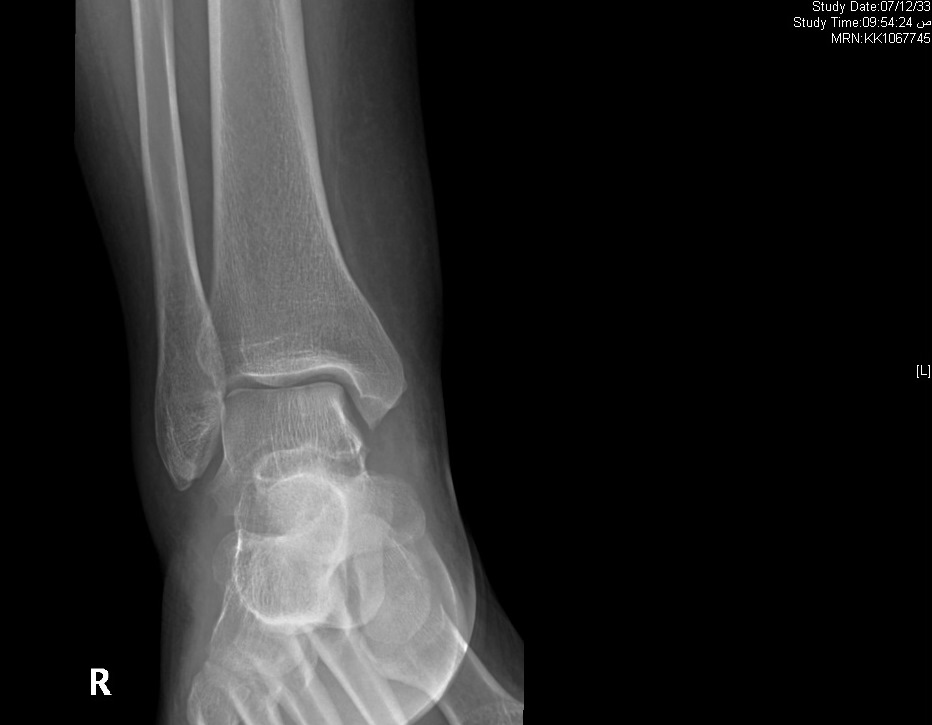 Study Date:07/12/33
Study Time:09:54:24 ص
MRN:KK1067745
[L]
R